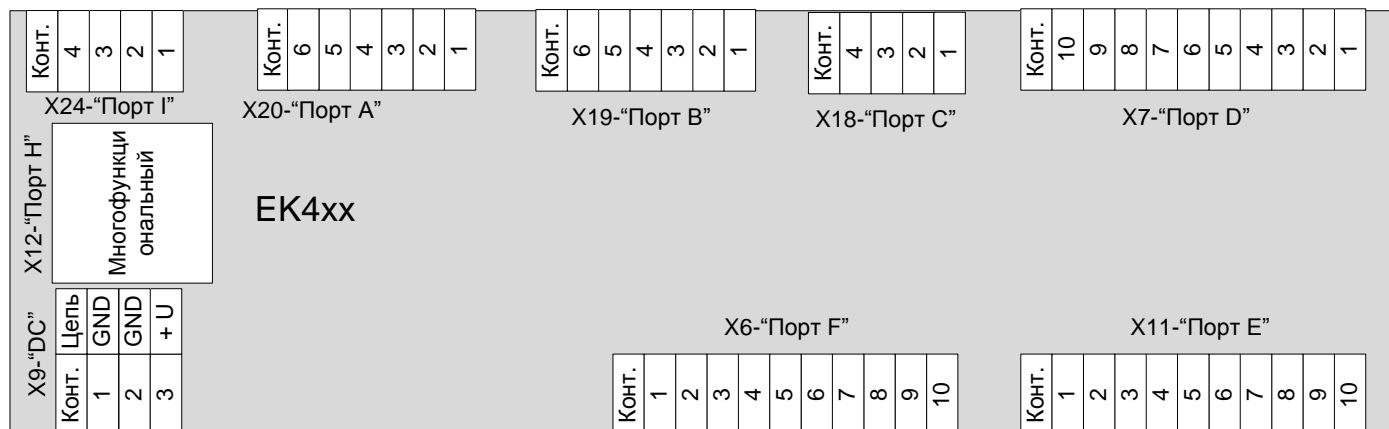 Конт. 4 3 2 1
Конт. 6 5 4 3 2 1
Конт. 6 5 4 3 2 1
Конт. 4 3 2 1
Конт. 10 9 8 7 6 5 4 3 2 1
X24-“Порт I”
X20-“Порт А”
X19-“Порт B”
X18-“Порт С”
X7-“Порт D”
X12-“Порт H”
Многофункци
ональный
EK4xx
X9-“DC”
Цепь GND GND + U
Конт. 1 2 3
X6-“Порт F”
X11-“Порт E”
Конт. 1 2 3 4 5 6 7 8 9 10
Конт. 1 2 3 4 5 6 7 8 9 10